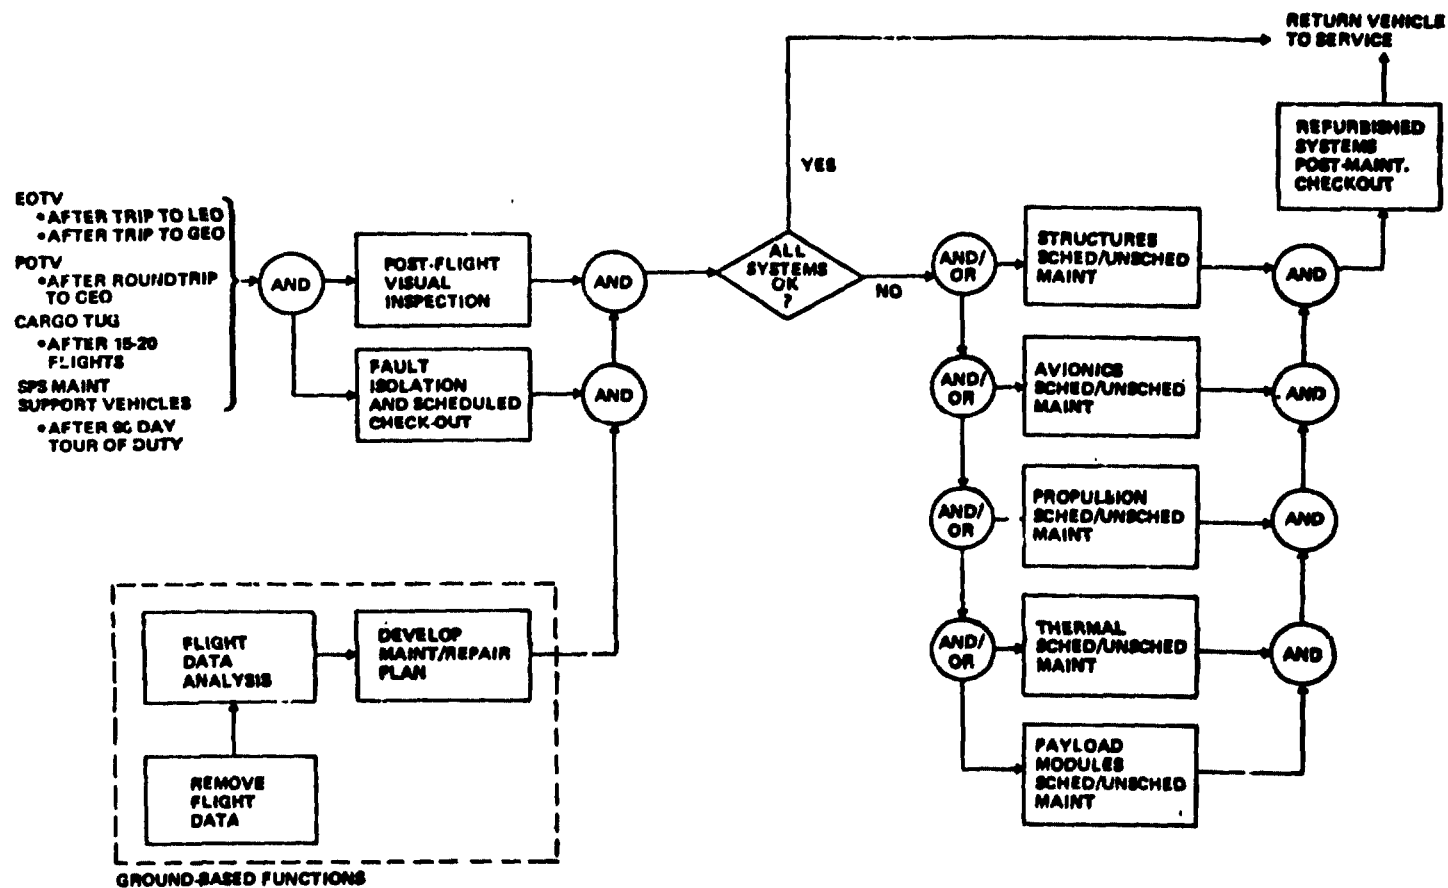 RETURN VEHICLE
TO SERVICE
REFURBISHED
SYSTEMS
POST-MAINT.
CHECKOUT
YES
EOTV
• AFTER TRIP TO LEO
• AFTER TRIP TO GEO
POTV
• AFTER ROUNDTRIP
TO GEO
CARGO TUG
• AFTER 15-20
FLIGHTS
SPS MAINT
SUPPORT VEHICLES
• AFTER 90 DAY
TOUR OF DUTY
AND
POST-FLIGHT
VISUAL
INSPECTION
AND
FAULT
ISOLATION
AND SCHEDULED
CHECK-OUT
AND
ALL
SYSTEMS
OK
?
NO
AND/
OR
STRUCTURES
SCHED/UNSCHED
MAINT
AND
AND/
OR
AVIONICS
SCHED/UNSCHED
MAINT
AND
AND/
OR
PROPULSION
SCHED/UNSCHED
MAINT
AND
AND/
OR
THERMAL
SCHED/UNSCHED
MAINT
AND
PAYLOAD
MODULES
SCHED/UNSCHED
MAINT
FLIGHT
DATA
ANALYSIS
DEVELOP
MAINT/REPAIR
PLAN
REMOVE
FLIGHT
DATA
GROUND-BASED FUNCTIONS